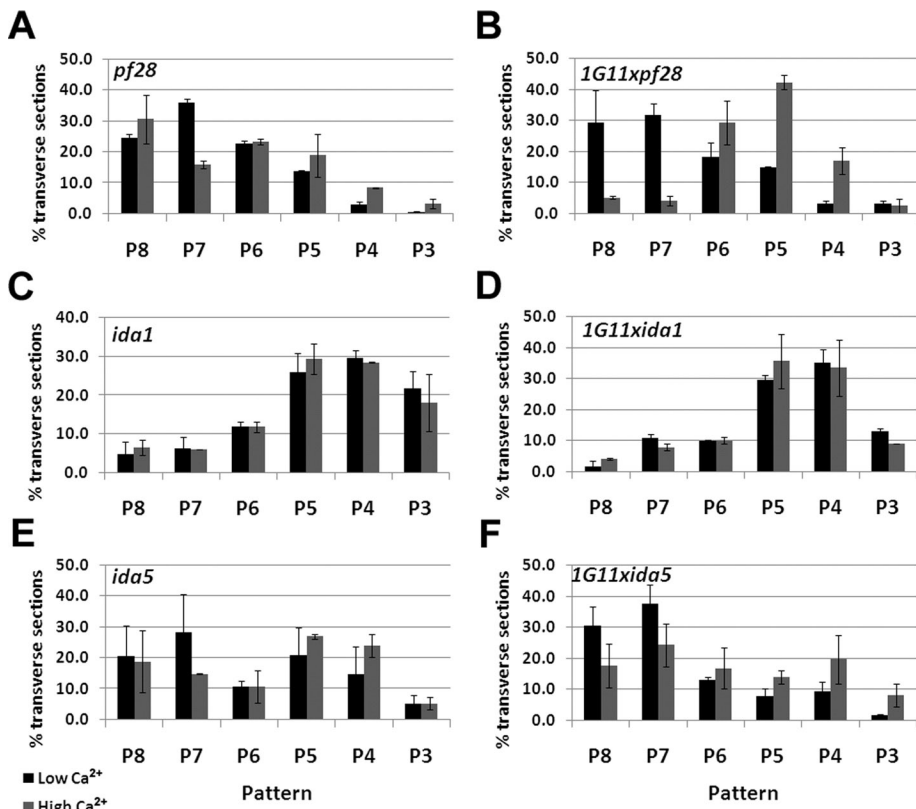 A
B
pf28
1G11xpf28
% transverse sections
50.0
40.0
30.0
20.0
10.0
0.0
P8 P7 P6 P5 P4 P3
% transverse sections
50.0
40.0
30.0
20.0
10.0
0.0
P8 P7 P6 P5 P4 P3
C
D
ida1
1G11xida1
% transverse sections
40.0
30.0
20.0
10.0
0.0
P8 P7 P6 P5 P4 P3
% transverse sections
50.0
40.0
30.0
20.0
10.0
0.0
P8 P7 P6 P5 P4 P3
E
F
ida5
1G11xida5
% transverse sections
50.0
40.0
30.0
20.0
10.0
0.0
P8 P7 P6 P5 P4 P3
Pattern
% transverse sections
50.0
40.0
30.0
20.0
10.0
0.0
P8 P7 P6 P5 P4 P3
Pattern
Low Ca²⁺
High Ca²⁺